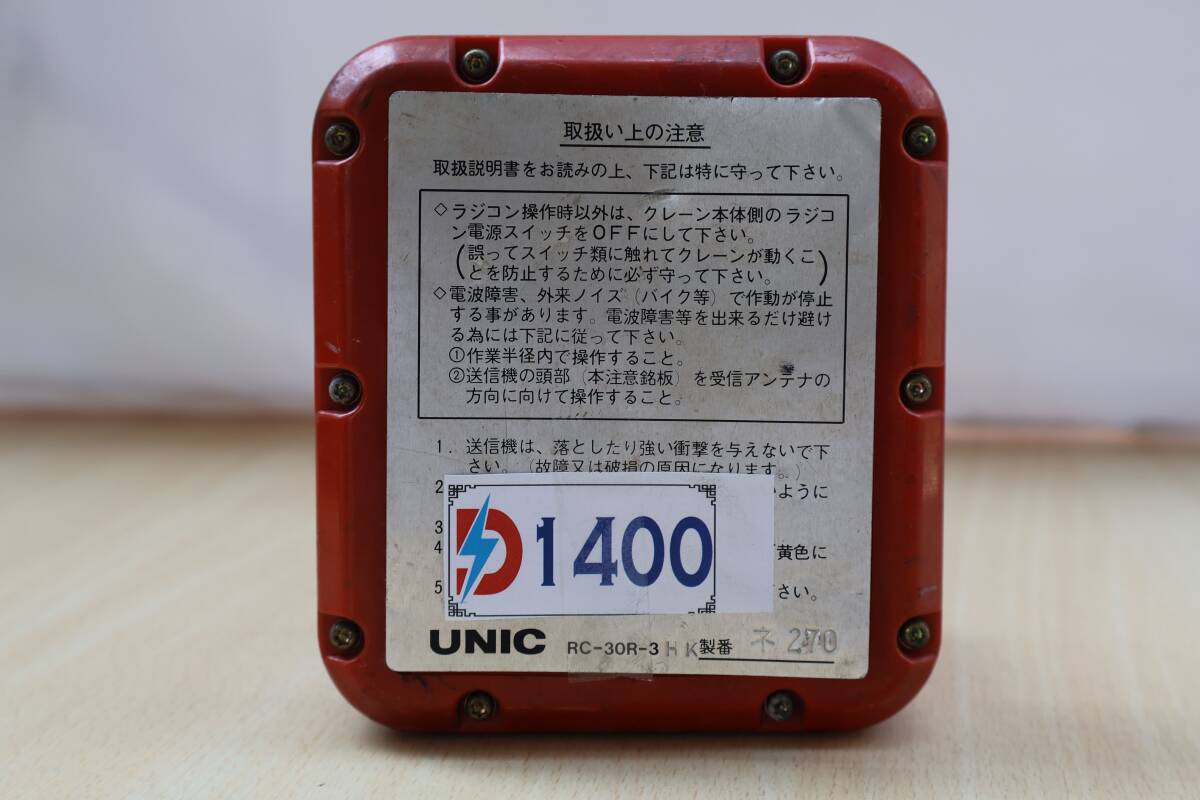 取扱い上の注意
取扱説明書をお読みの上、下記は特に守って下さい。
◇ラジコン操作時以外は、クレーン本体側のラジコ
ン電源スイッチをOFFにして下さい。
(誤ってスイッチ類に触れてクレーンが動くこ
とを防止するために必ず守って下さい。)
◇電波障害、外来ノイズ(バイク等)で作動が停止
する事があります。電波障害等を出来るだけ避け
る為には下記に従って下さい。
①作業半径内で操作すること。
②送信機の頭部(本注意銘板)を受信アンテナの
方向に向けて操作すること。
1. 送信機は、落としたり強い衝撃を与えないで下
さい。(故障又は破損の原因になります。)
2 ように
3
4 黄色に
5 さい。
D1400
UNIC RC-30R-3HK 製番 ネ270